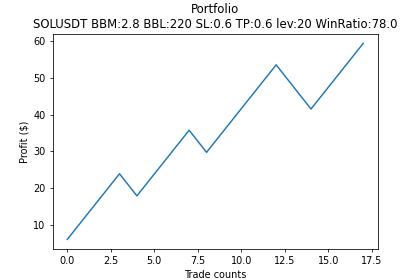 Portfolio
SOLUSDT BBM:2.8 BBL:220 SL:0.6 TP:0.6 lev:20 WinRatio:78.0
60
50
40
30
20
10
Profit ($)
0.0 2.5 5.0 7.5 10.0 12.5 15.0 17.5
Trade counts